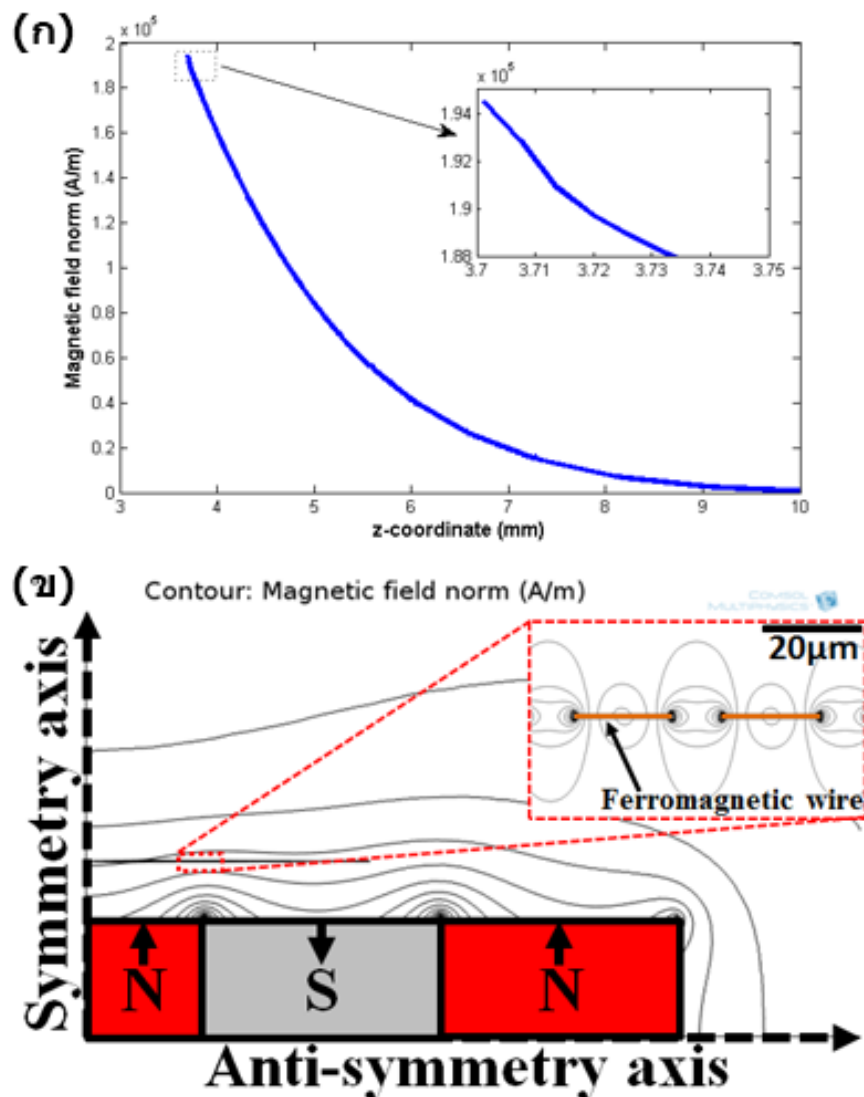 (ก)
× 10⁵
2
1.8
1.6
1.4
1.2
1
0.8
0.6
0.4
0.2
0
Magnetic field norm (A/m)
3 4 5 6 7 8 9 10
z-coordinate (mm)
× 10⁵
1.94
1.92
1.9
1.88
3.7 3.71 3.72 3.73 3.74 3.75
(ข)
Contour: Magnetic field norm (A/m)
COMSOL
MULTIPHYSICS
20µm
Ferromagnetic wire
Symmetry axis
N S N
Anti-symmetry axis